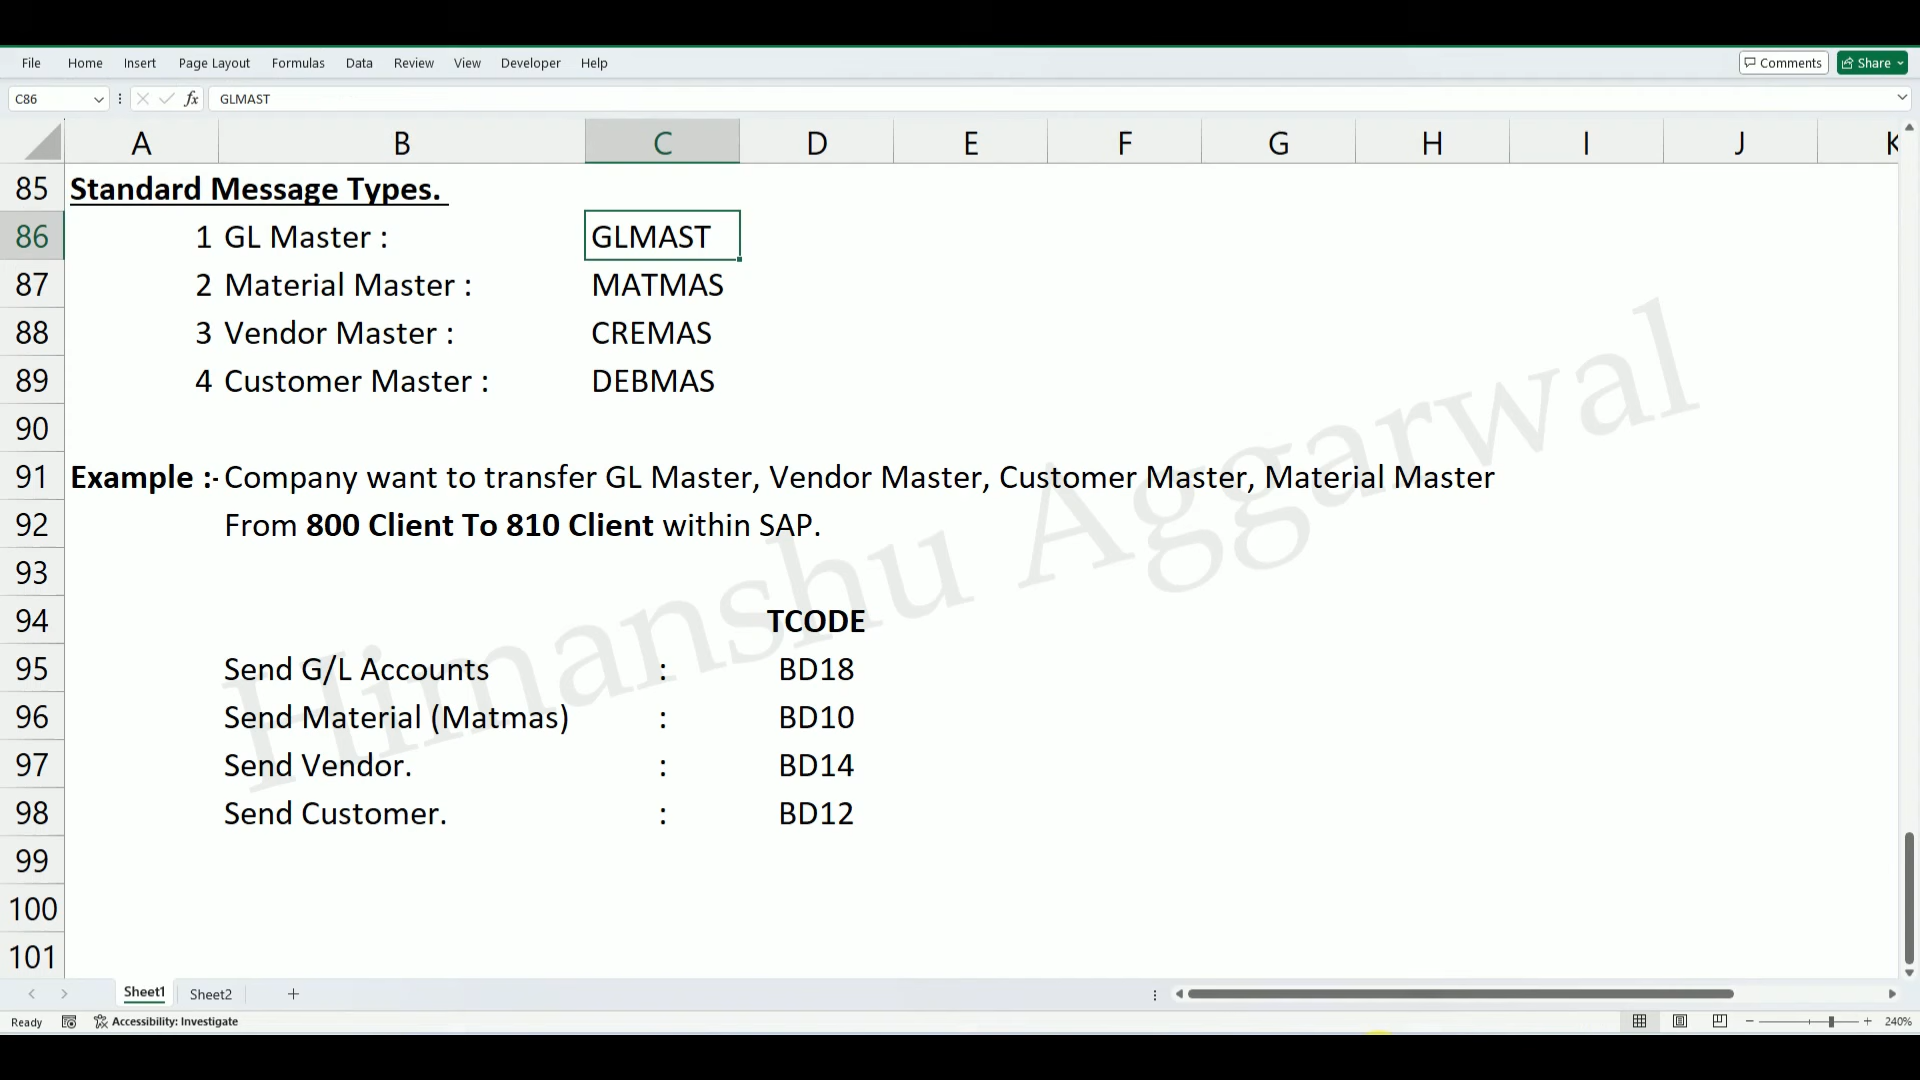 File Home Insert Page Layout Formulas Data Review View Developer Help Comments Share
C86 fx GLMAST
A B C D E F G H I J K
85 Standard Message Types.
86 1 GL Master : GLMAST
87 2 Material Master : MATMAS
88 3 Vendor Master : CREMAS
89 4 Customer Master : DEBMAS
90
91 Example :- Company want to transfer GL Master, Vendor Master, Customer Master, Material Master
92 From 800 Client To 810 Client within SAP.
93
94 TCODE
95 Send G/L Accounts : BD18
96 Send Material (Matmas) : BD10
97 Send Vendor. : BD14
98 Send Customer. : BD12
99
100
101
Himanshu Aggarwal
Sheet1 Sheet2
Ready Accessibility: Investigate 240%